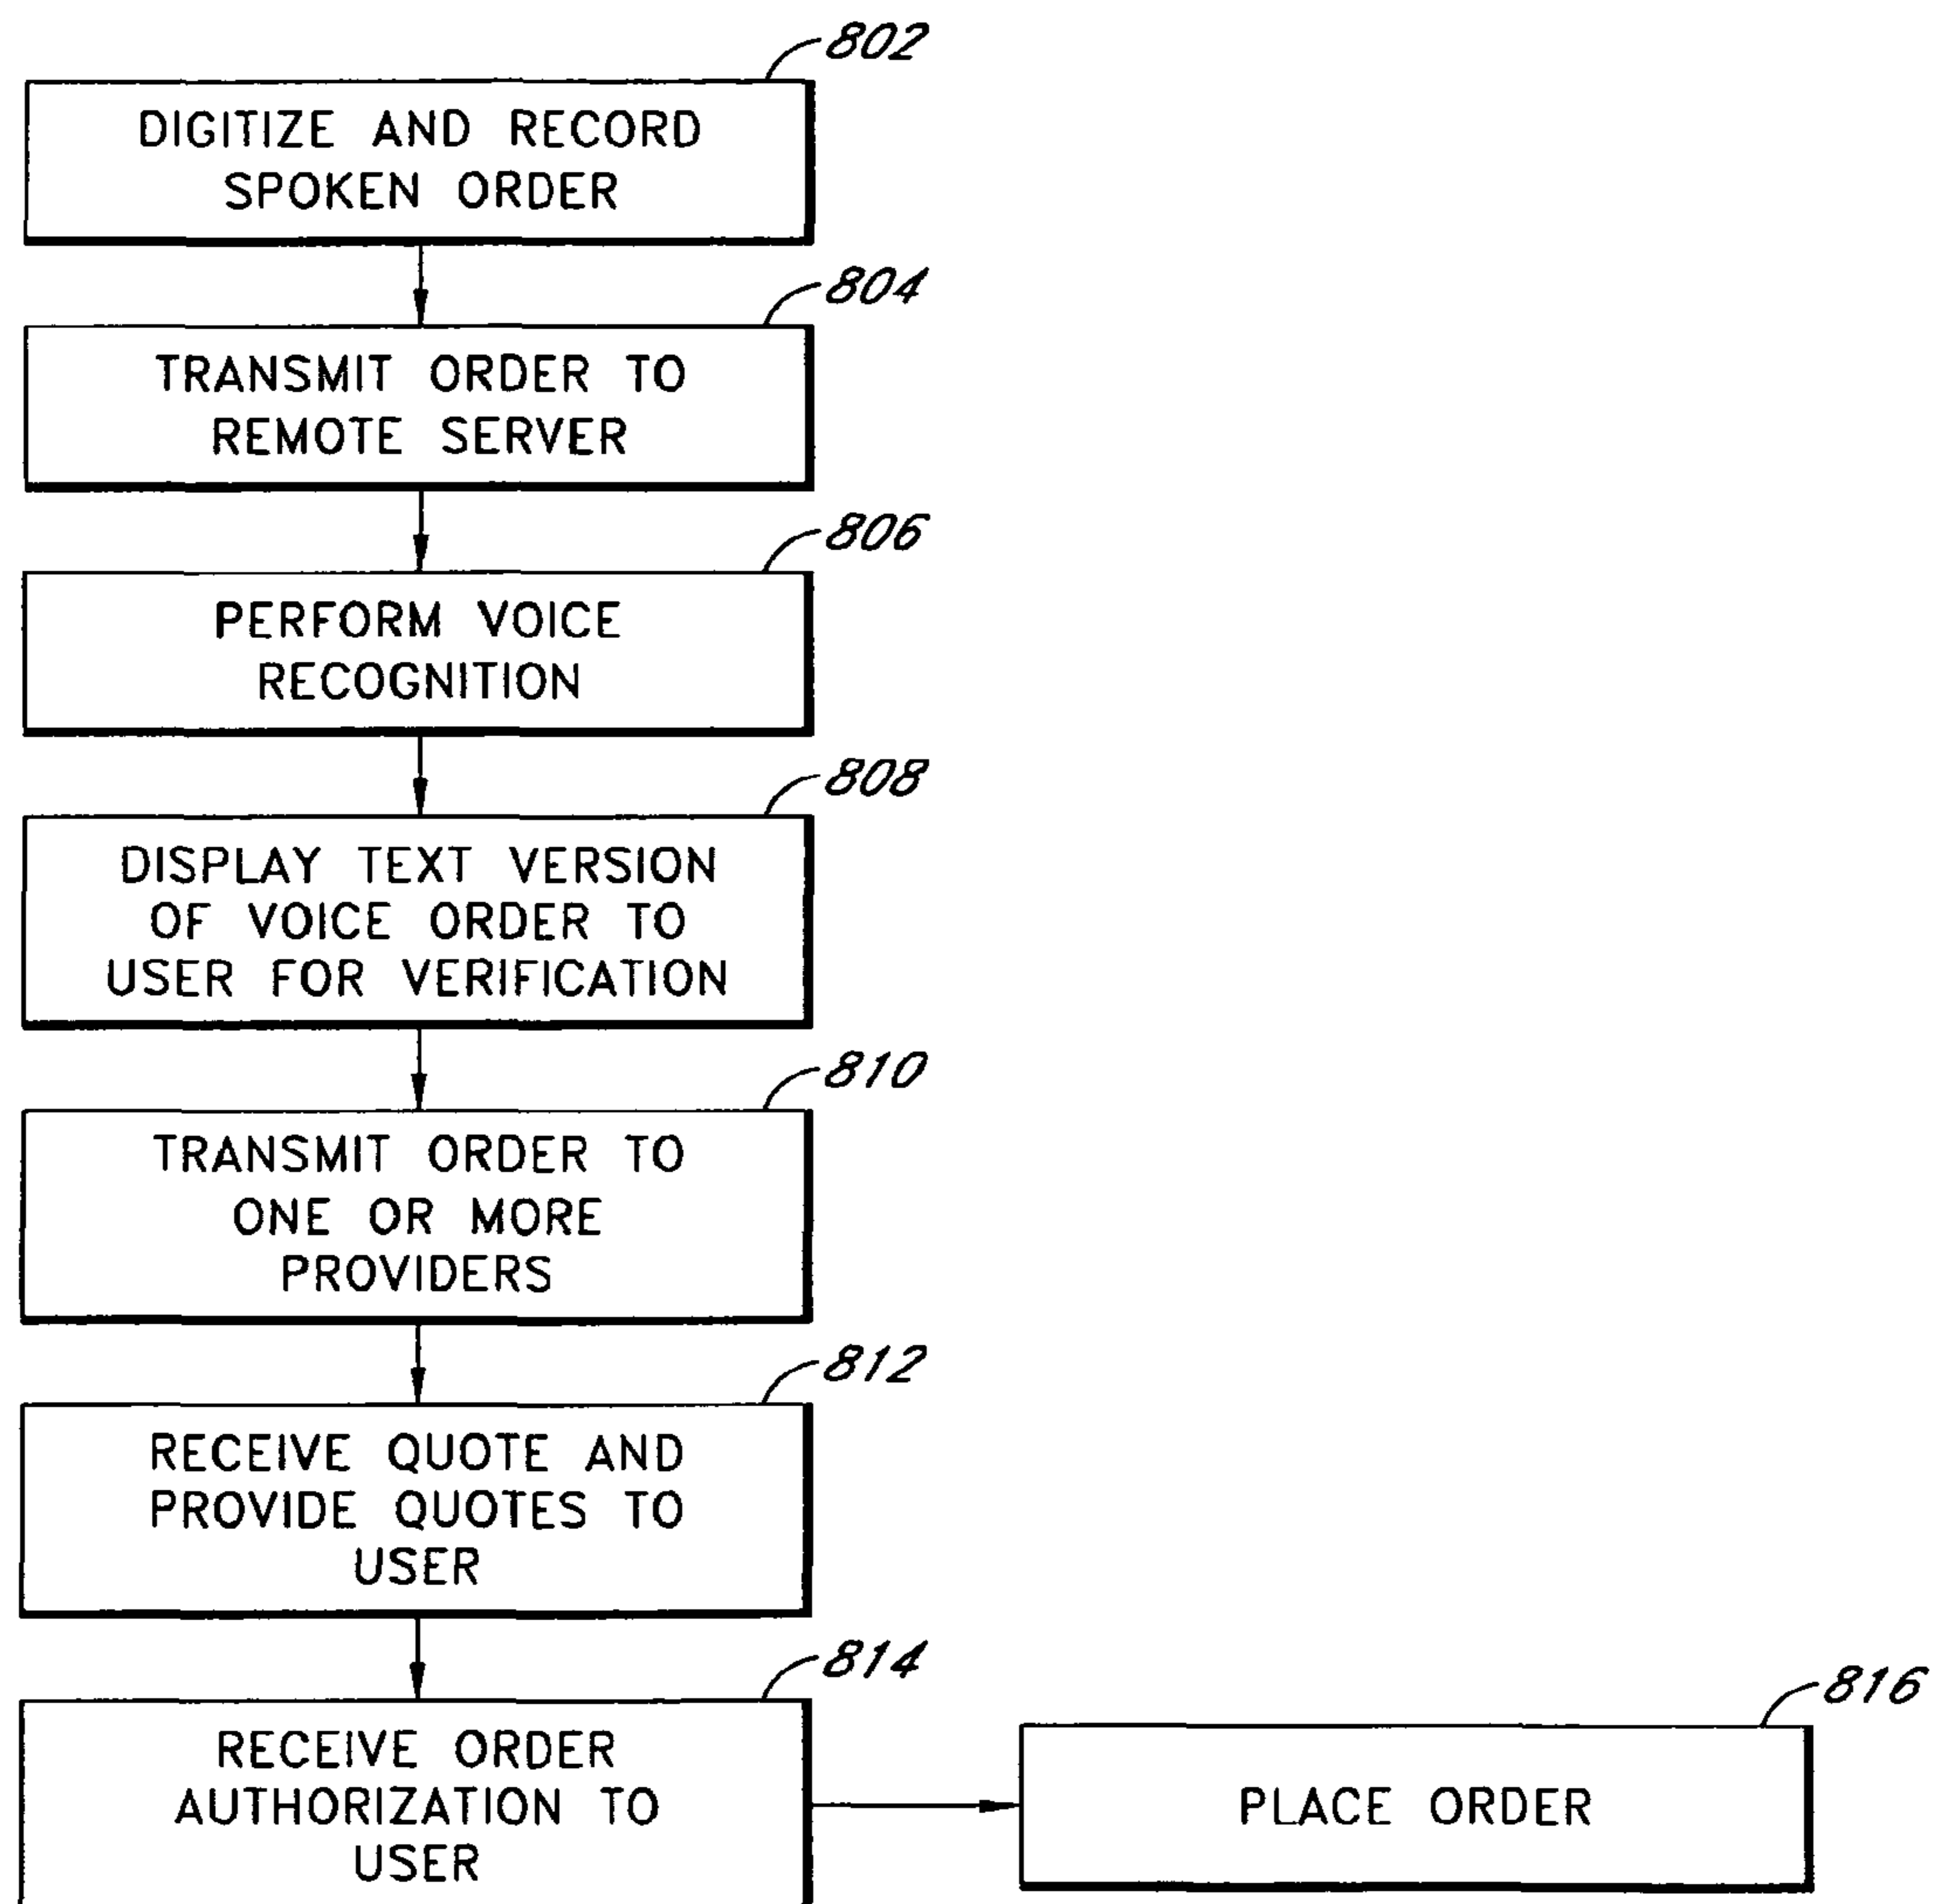 802
DIGITIZE AND RECORD
SPOKEN ORDER
804
TRANSMIT ORDER TO
REMOTE SERVER
806
PERFORM VOICE
RECOGNITION
808
DISPLAY TEXT VERSION
OF VOICE ORDER TO
USER FOR VERIFICATION
810
TRANSMIT ORDER TO
ONE OR MORE
PROVIDERS
812
RECEIVE QUOTE AND
PROVIDE QUOTES TO
USER
814
RECEIVE ORDER
AUTHORIZATION TO
USER
816
PLACE ORDER